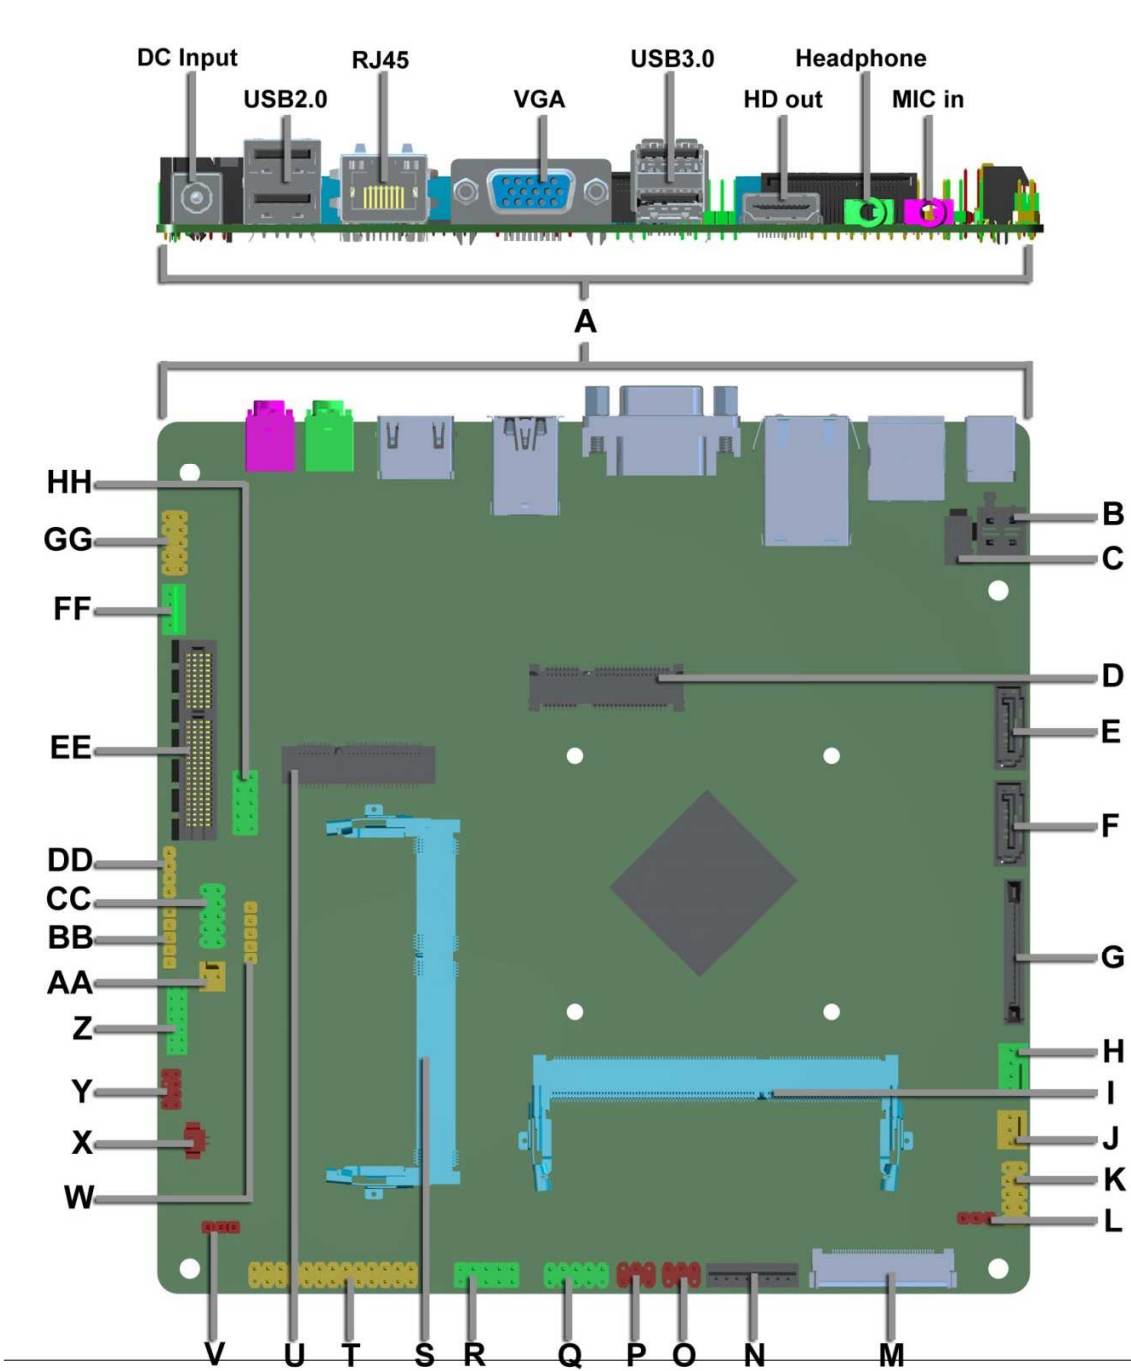 DC Input
RJ45
USB3.0
Headphone
USB2.0
VGA
HD out
MIC in
A
HH
GG
FF
EE
DD
CC
BB
AA
Z
Y
X
W
B
C
D
E
F
G
H
I
J
K
L
V
U
T
S
R
Q
P
O
N
M